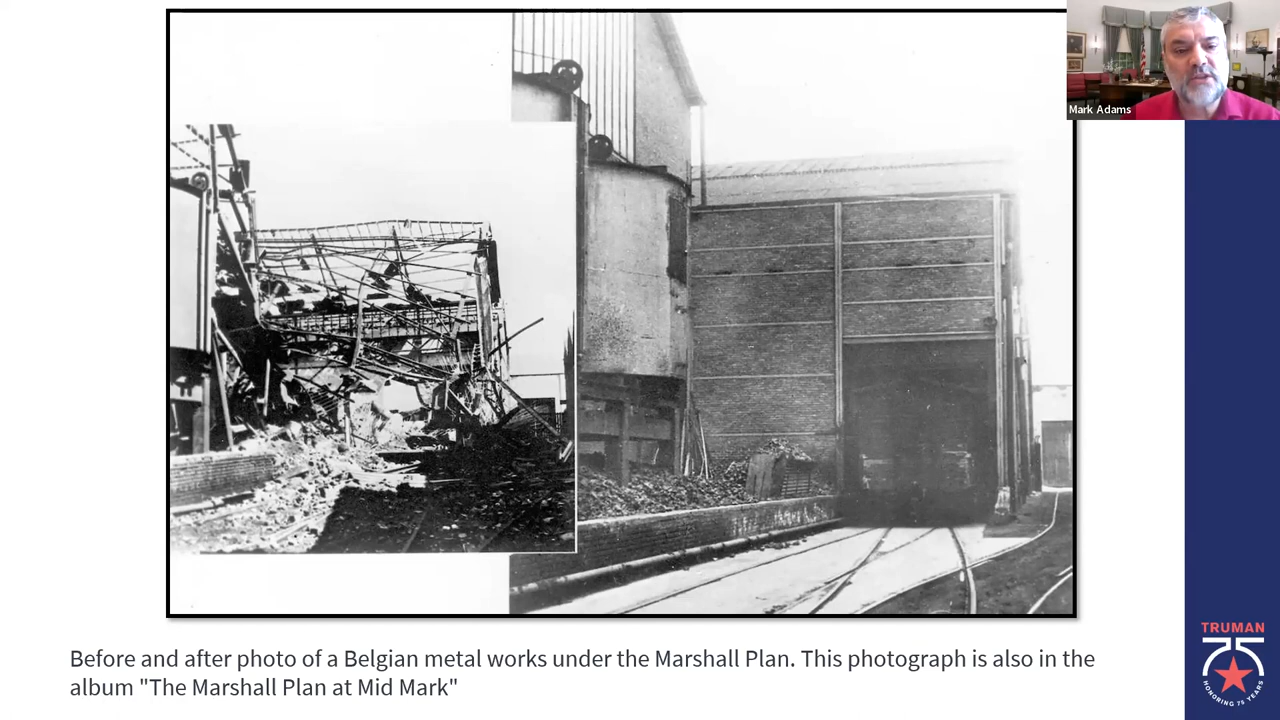 Mark Adams
Before and after photo of a Belgian metal works under the Marshall Plan. This photograph is also in the
album "The Marshall Plan at Mid Mark"
TRUMAN
75
HONORING 75 YEARS